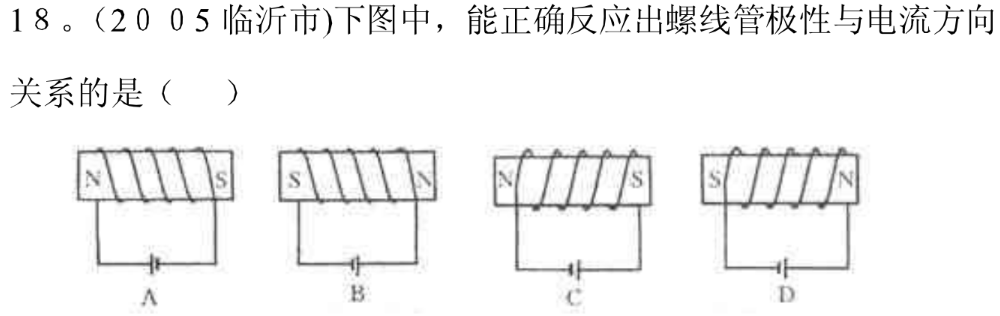 18。（2005临沂市)下图中，能正确反应出螺线管极性与电流方向
关系的是（ ）
N S S N N S S N
A B C D